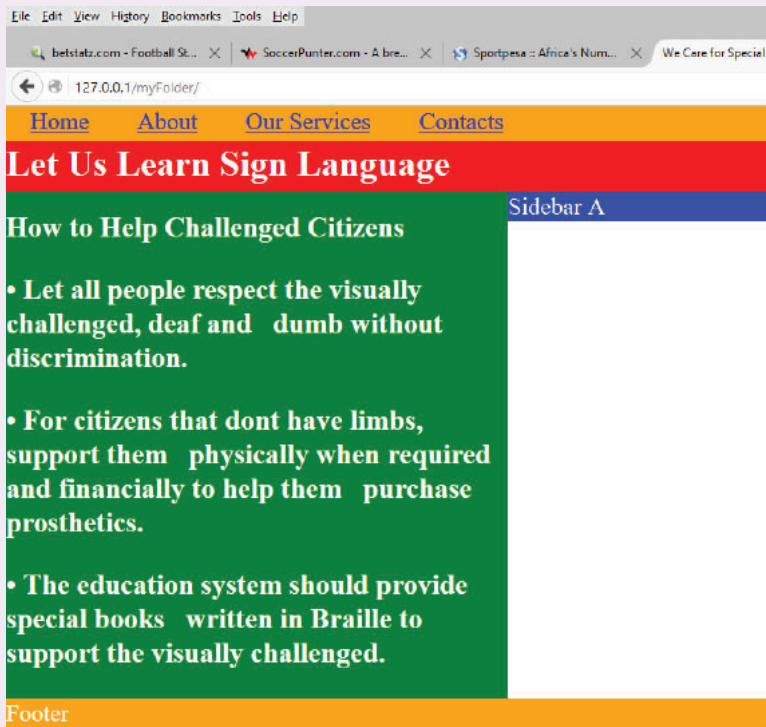 File Edit View History Bookmarks Tools Help
betstatz.com - Football St... SoccerPunter.com - A bre... Sportpesa :: Africa's Num... We Care for Special
127.0.0.1/myFolder/
Home About Our Services Contacts
Let Us Learn Sign Language
Sidebar A
How to Help Challenged Citizens
• Let all people respect the visually
challenged, deaf and dumb without
discrimination.
• For citizens that dont have limbs,
support them physically when required
and financially to help them purchase
prosthetics.
• The education system should provide
special books written in Braille to
support the visually challenged.
Footer